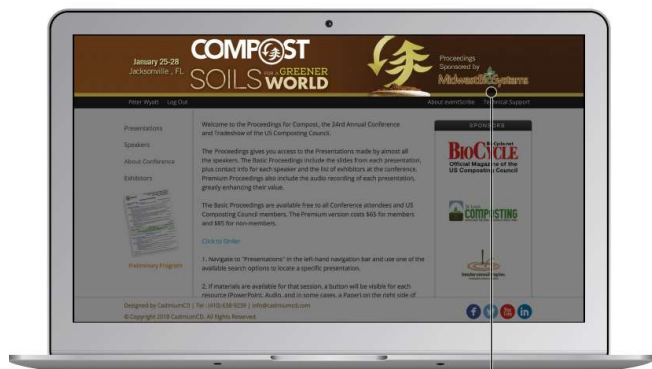 January 25-28
Jacksonville , FL
COMPOST
SOILS FOR A GREENER WORLD
Proceedings
Sponsored by
MidwestBioSystems
Peter Wyatt Log Out
About eventScribe Technical Support
Presentations
Speakers
About Conference
Exhibitors
Preliminary Program
Welcome to the Proceedings for Compost, the 24rd Annual Conference
and Tradeshow of the US Composting Council.
The Proceedings gives you access to the Presentations made by almost all
the speakers. The Basic Proceedings include the slides from each presentation,
plus contact info for each speaker and the list of exhibitors at the conference.
Premium Proceedings also include the audio recording of each presentation,
greatly enhancing their value.
The Basic Proceedings are available free to all Conference attendees and US
Composting Council members. The Premium version costs $65 for members
and $85 for non-members.
Click to Order
1. Navigate to "Presentations" in the left-hand navigation bar and use one of the
available search options to locate a specific presentation.
2. If materials are available for that session, a button will be visible for each
resource (PowerPoint, Audio, and in some cases, a Paper) on the right side of
SPONSORS
BioCycle.net
BIOCYCLE
Official Magazine of the
US Composting Council
St. Louis
COMPOSTING
Designed by CadmiumCD | Tel : (410) 638-9239 | info@cadmiumcd.com
© Copyright 2018 CadmiumCD. All Rights Reserved.